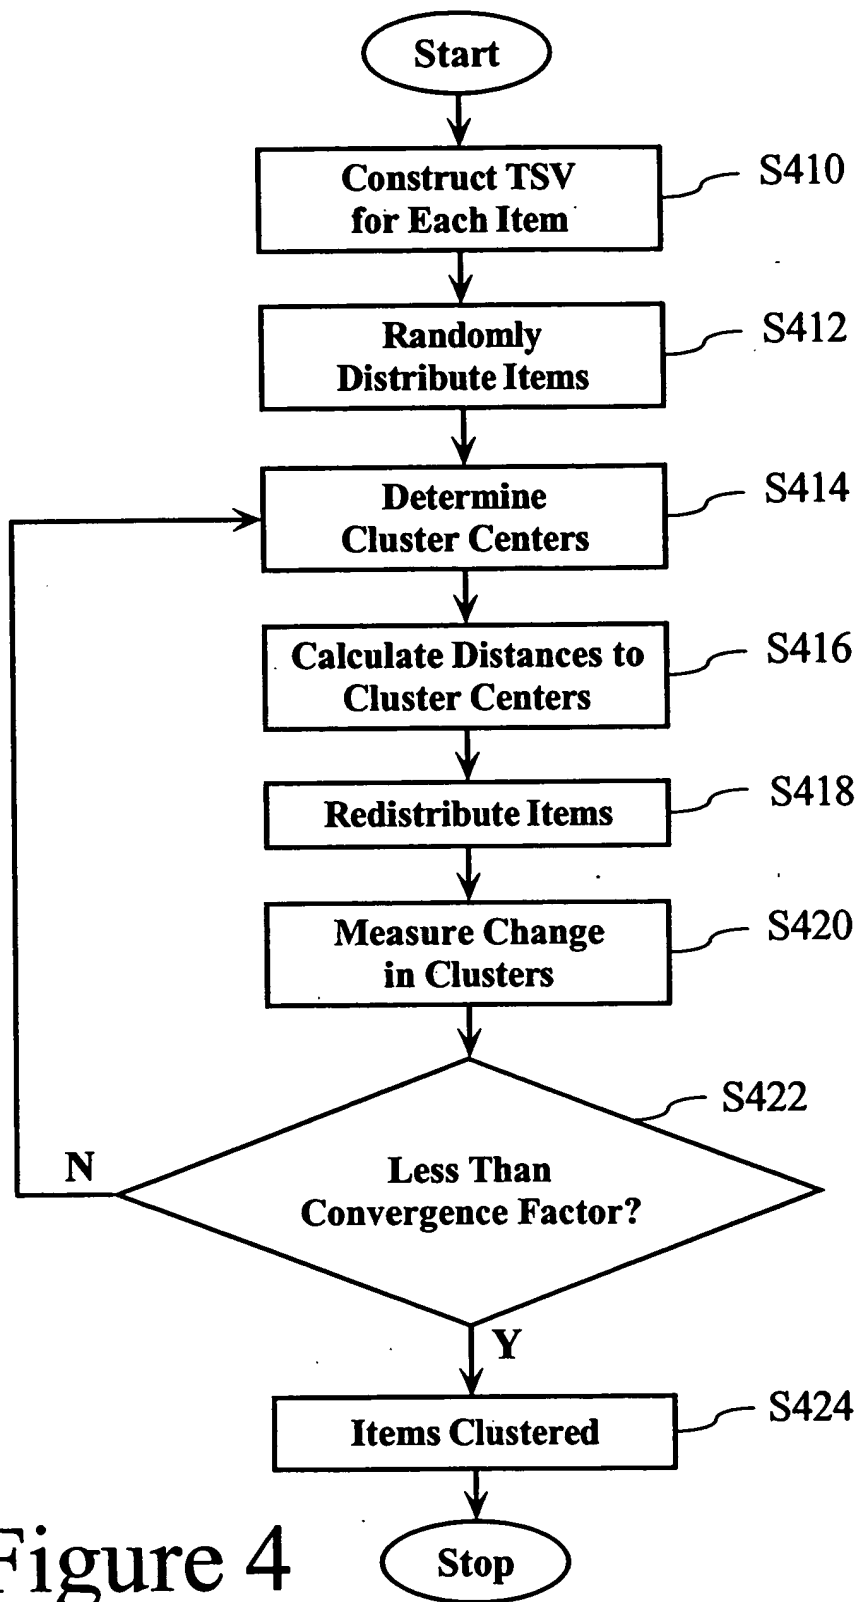 Start
Construct TSV
for Each Item
S410
Randomly
Distribute Items
S412
Determine
Cluster Centers
S414
Calculate Distances to
Cluster Centers
S416
Redistribute Items
S418
Measure Change
in Clusters
S420
Less Than
Convergence Factor?
S422
N
Y
Items Clustered
S424
Stop
Figure 4